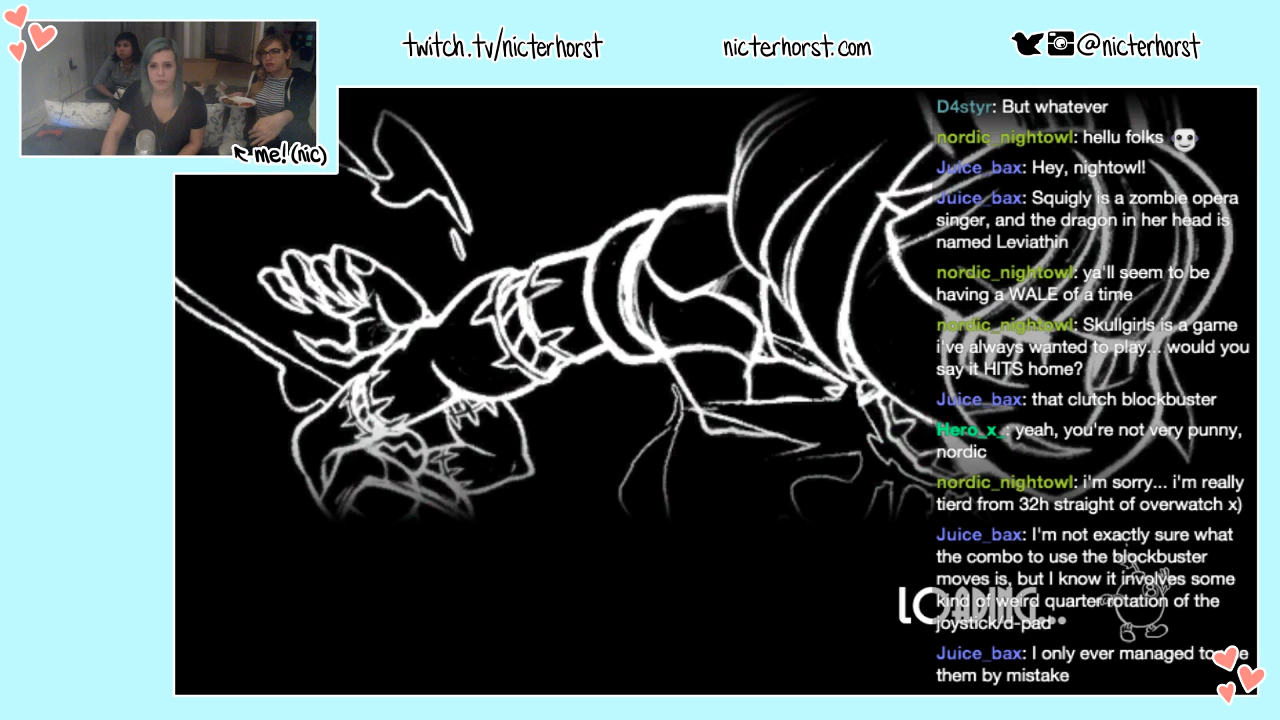 twitch.tv/nicterhorst
nicterhorst.com
@nicterhorst
me! (nic)
D4styr: But whatever
nordic_nightowl: hellu folks
Juice_bax: Hey, nightowl!
Juice_bax: Squigly is a zombie opera
singer, and the dragon in her head is
named Leviathin
nordic_nightowl: ya'll seem to be
having a WALE of a time
nordic_nightowl: Skullgirls is a game
i've always wanted to play... would you
say it HITS home?
Juice_bax: that clutch blockbuster
Hero_x_: yeah, you're not very punny,
nordic
nordic_nightowl: i'm sorry... i'm really
tierd from 32h straight of overwatch x)
Juice_bax: I'm not exactly sure what
the combo to use the blockbuster
moves is, but I know it involves some
kind of weird quarter rotation of the
joystick/d-pad
LOADING...
Juice_bax: I only ever managed to
them by mistake